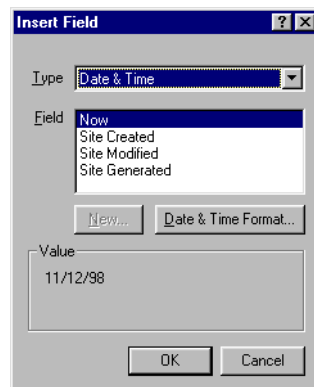 Insert Field
Type Date & Time
Field Now
Site Created
Site Modified
Site Generated
New... Date & Time Format...
Value
11/12/98
OK Cancel